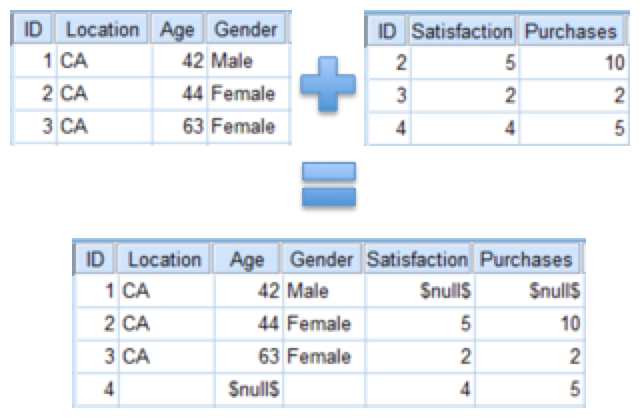 ID Location Age Gender
1 CA 42 Male
2 CA 44 Female
3 CA 63 Female
ID Satisfaction Purchases
2 5 10
3 2 2
4 4 5
ID Location Age Gender Satisfaction Purchases
1 CA 42 Male $null$ $null$
2 CA 44 Female 5 10
3 CA 63 Female 2 2
4 $null$ 4 5